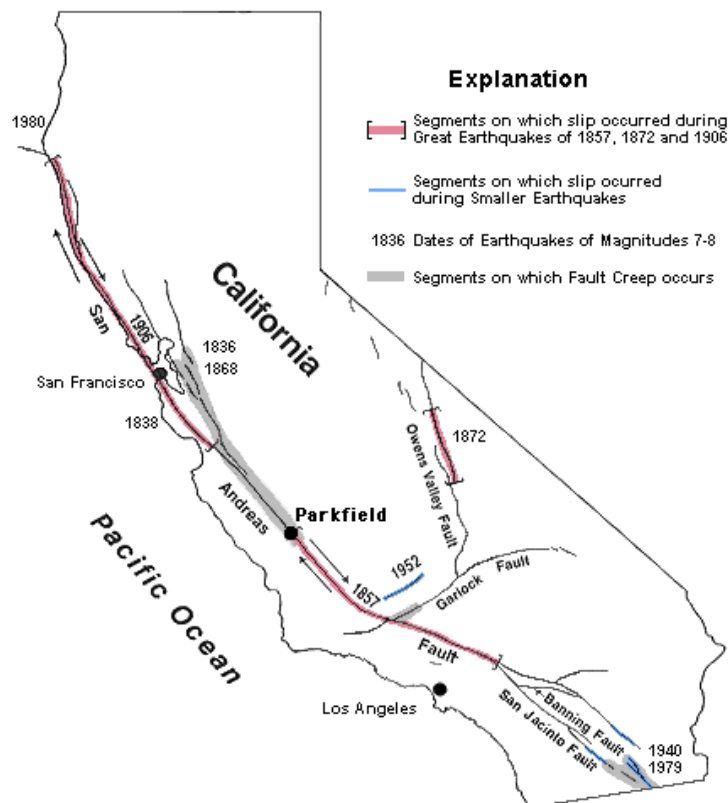 Explanation
Segments on which slip occurred during
Great Earthquakes of 1857, 1872 and 1906
Segments on which slip ocurred
during Smaller Earthquakes
1836 Dates of Earthquakes of Magnitudes 7-8
Segments on which Fault Creep occurs
1980
San
1906
California
1836
1868
San Francisco
1838
1872
Owens Valley Fault
Andreas
Parkfield
Pacific Ocean
1952
1857
Garlock Fault
Fault
Los Angeles
Banning Fault
San Jacinto Fault
1940
1979